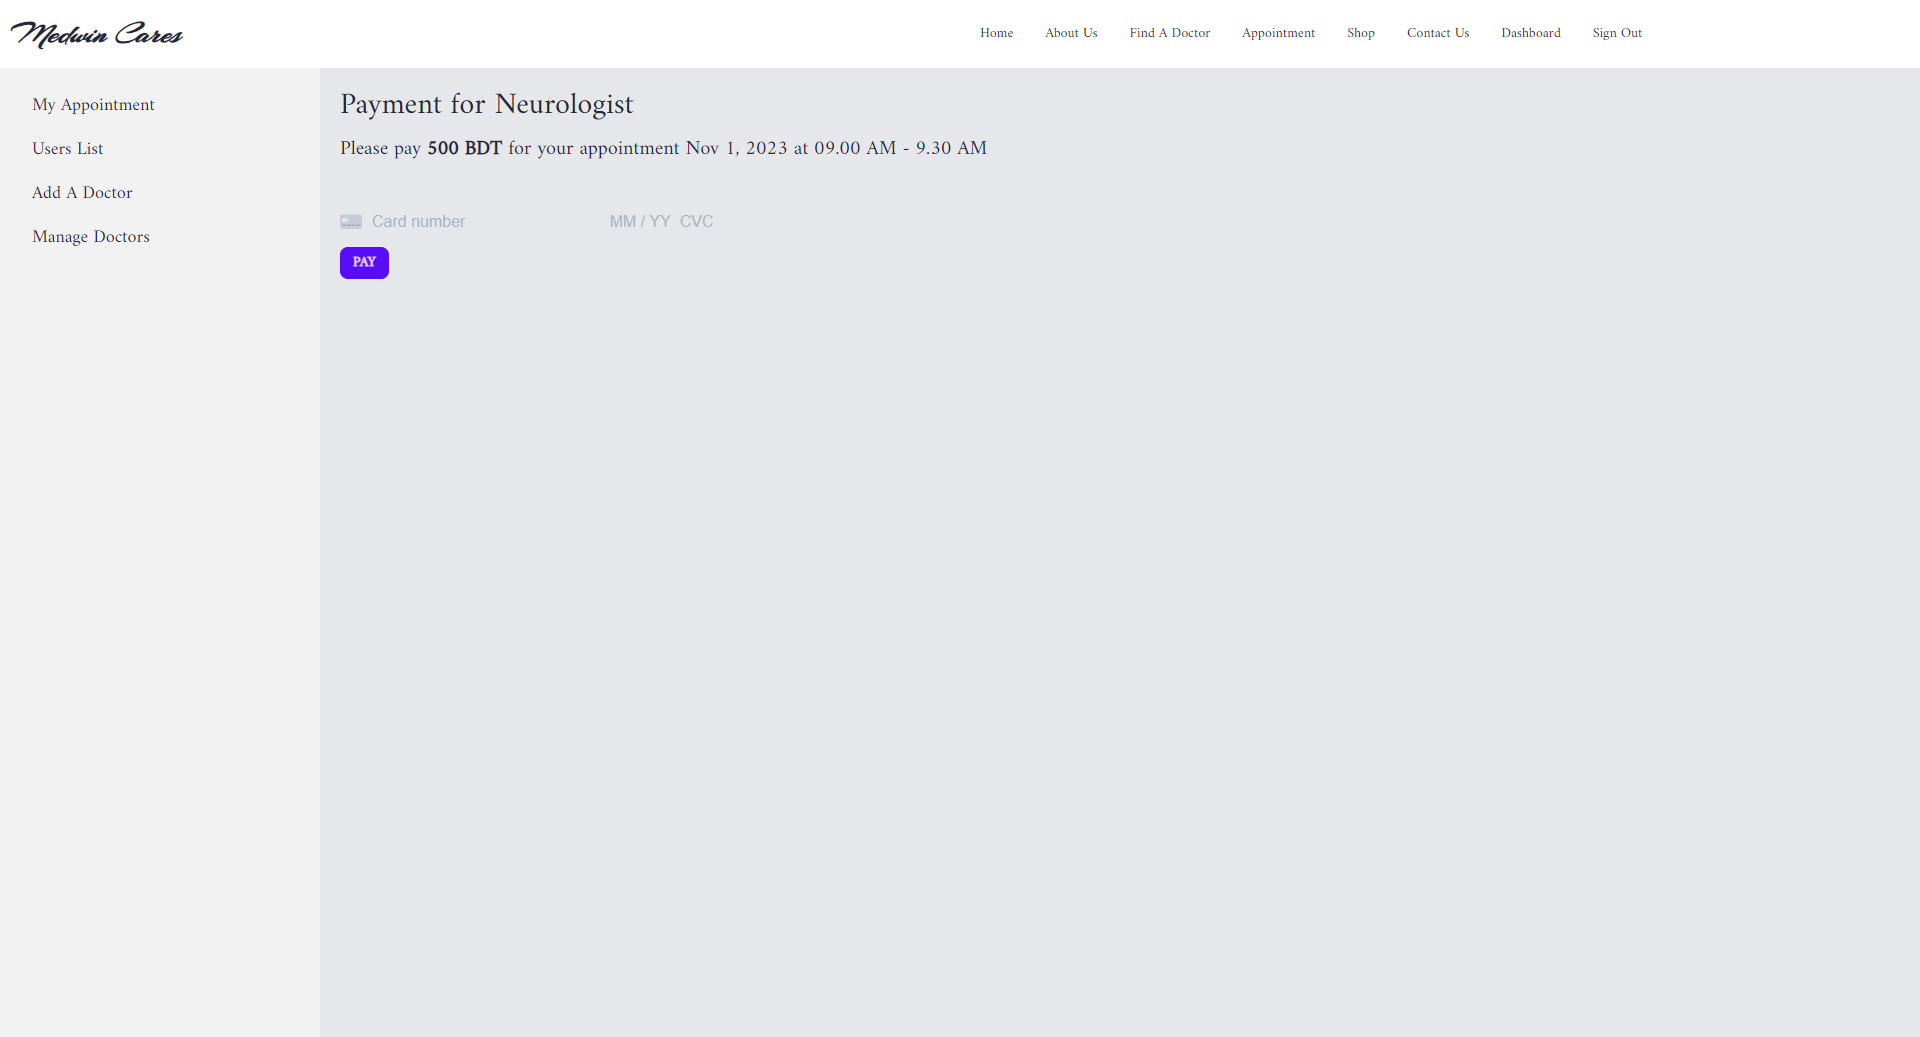 Medwin Cares
Home About Us Find A Doctor Appointment Shop Contact Us Dashboard Sign Out
My Appointment
Users List
Add A Doctor
Manage Doctors
Payment for Neurologist
Please pay 500 BDT for your appointment Nov 1, 2023 at 09.00 AM - 9.30 AM
Card number MM / YY CVC
PAY